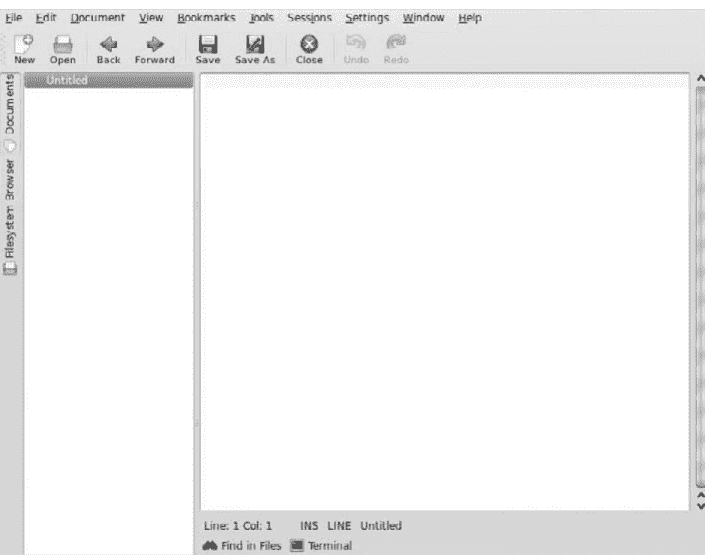 File Edit Document View Bookmarks Tools Sessions Settings Window Help
New Open Back Forward Save Save As Close Undo Redo
Documents
Filesystem Browser
Untitled
Line: 1 Col: 1 INS LINE Untitled
Find in Files Terminal